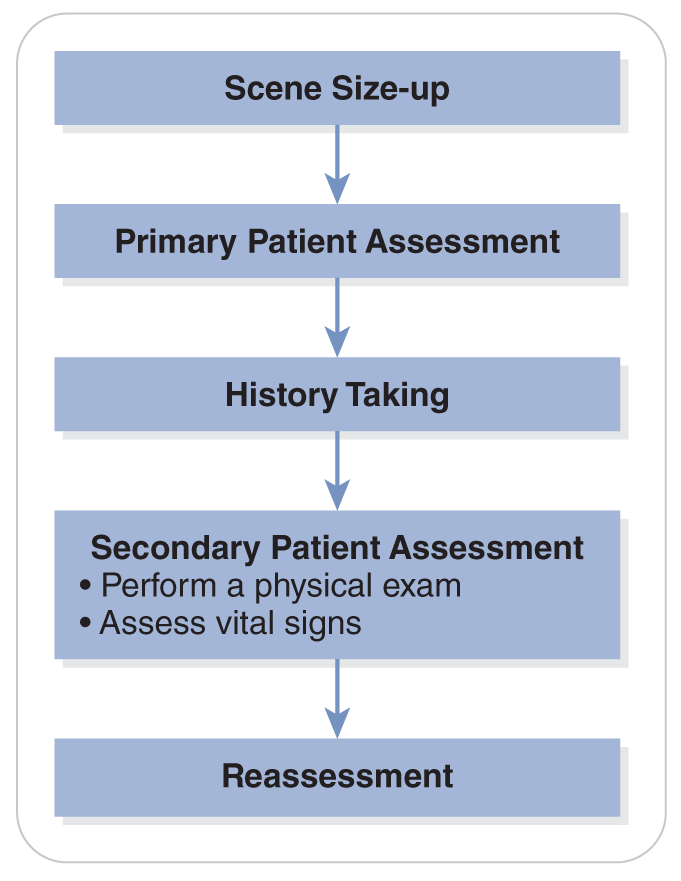 Scene Size-up
Primary Patient Assessment
History Taking
Secondary Patient Assessment
• Perform a physical exam
• Assess vital signs
Reassessment